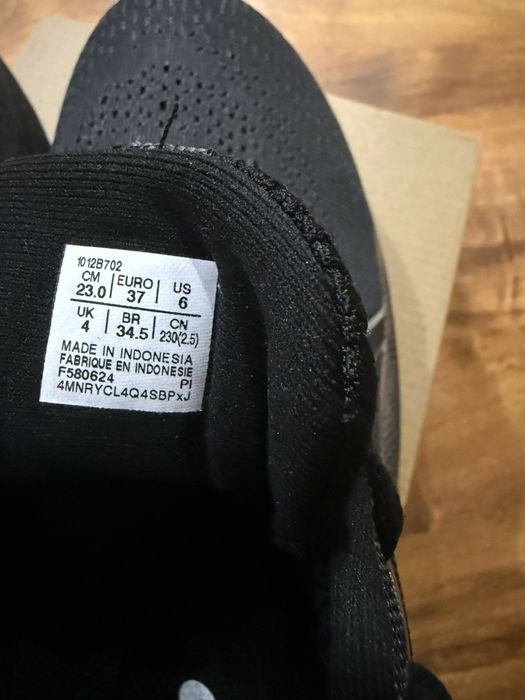 1012B702
CM EURO US
23.0 37 6
UK BR CN
4 34.5 230(2.5)
MADE IN INDONESIA
FABRIQUE EN INDONESIE
F580624 PI
4MNRYCL4Q4SBPxJ